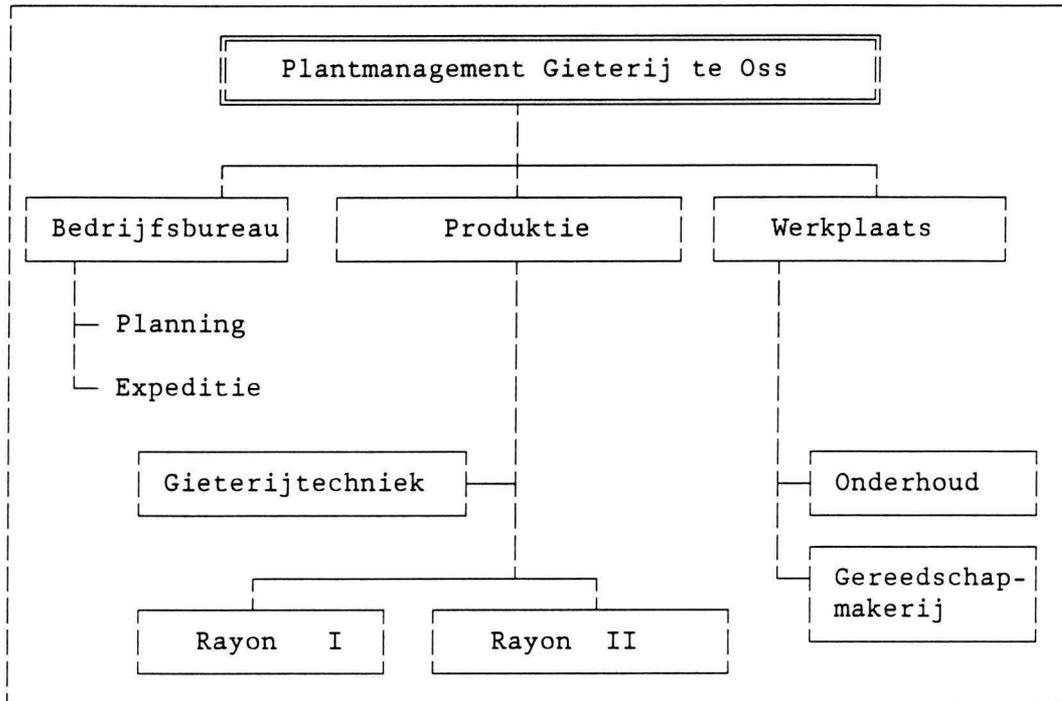 Plantmanagement Gieterij te Oss
Bedrijfsbureau
Produktie
Werkplaats
Planning
Expeditie
Gieterijtechniek
Onderhoud
Gereedschap-
makerij
Rayon I
Rayon II